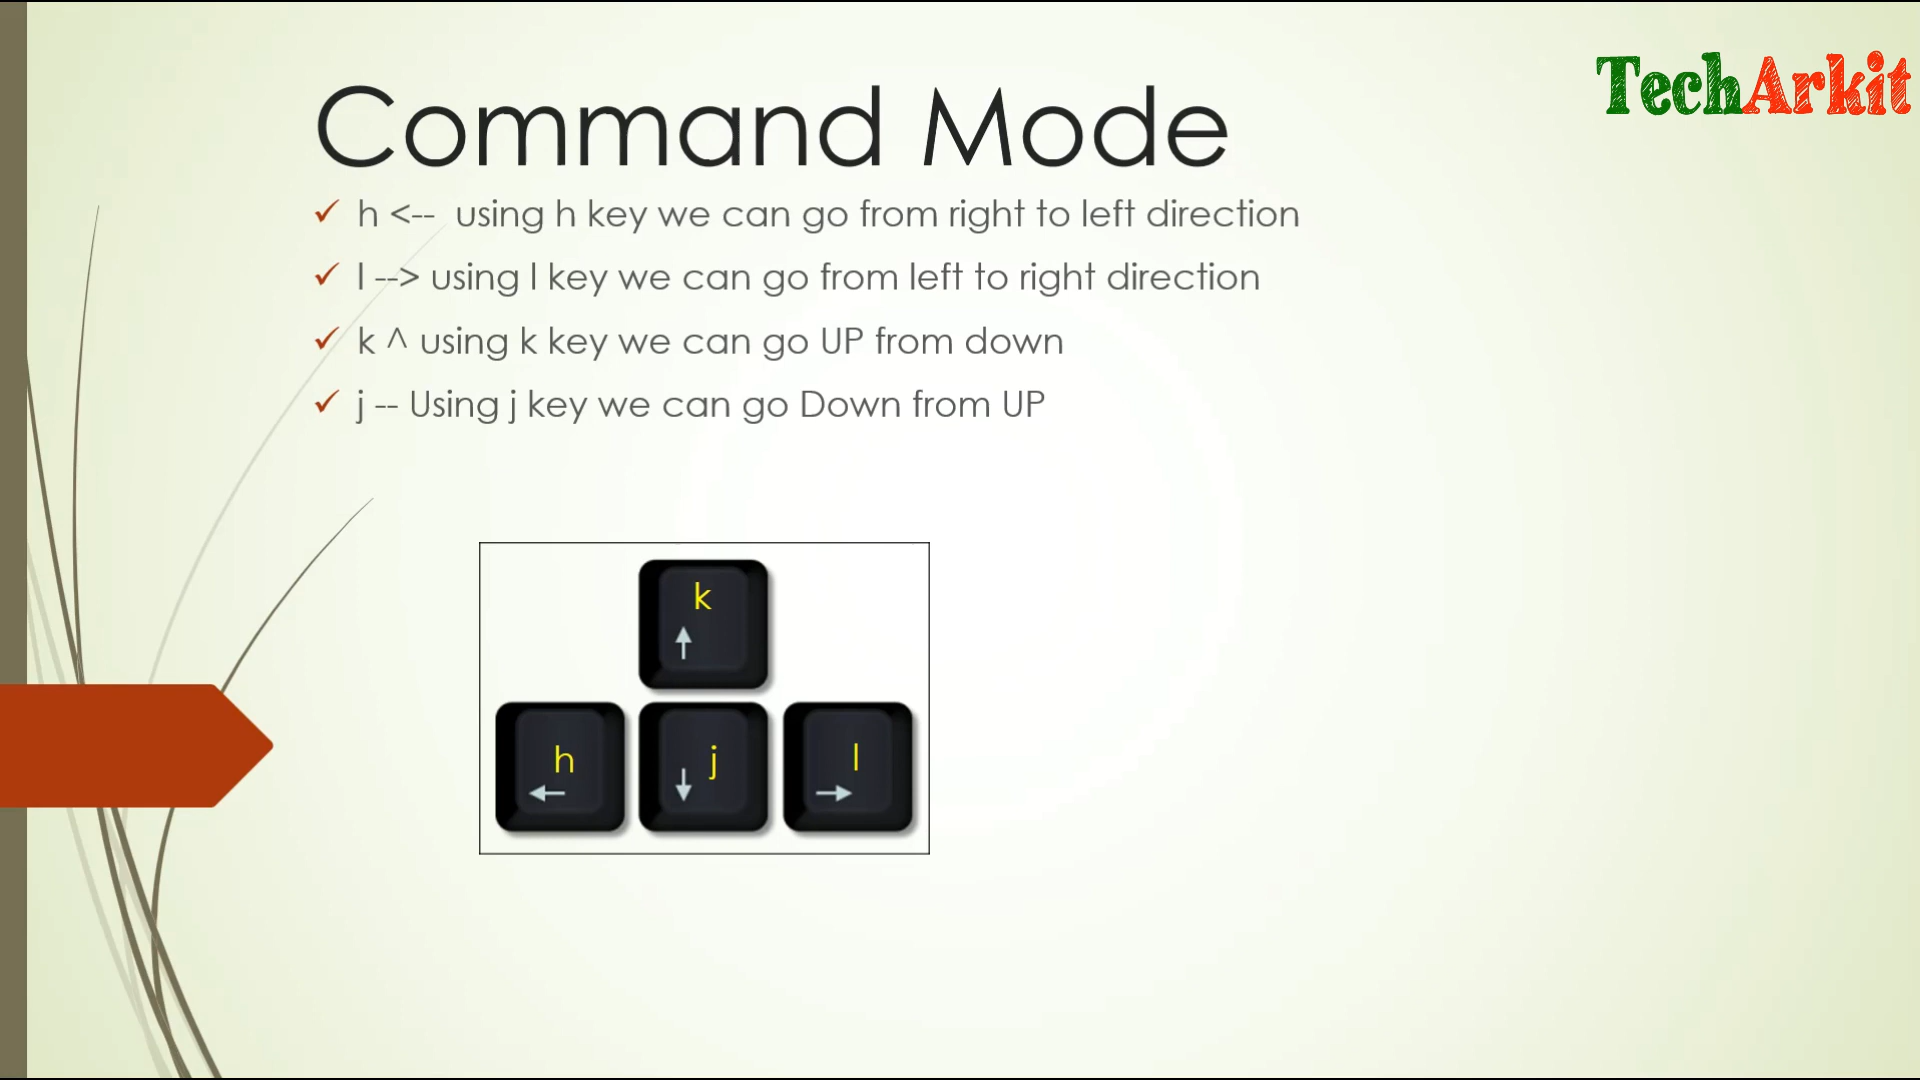 TechArkit
Command Mode
h <-- using h key we can go from right to left direction
l --> using l key we can go from left to right direction
k ^ using k key we can go UP from down
j -- Using j key we can go Down from UP
k
h j l